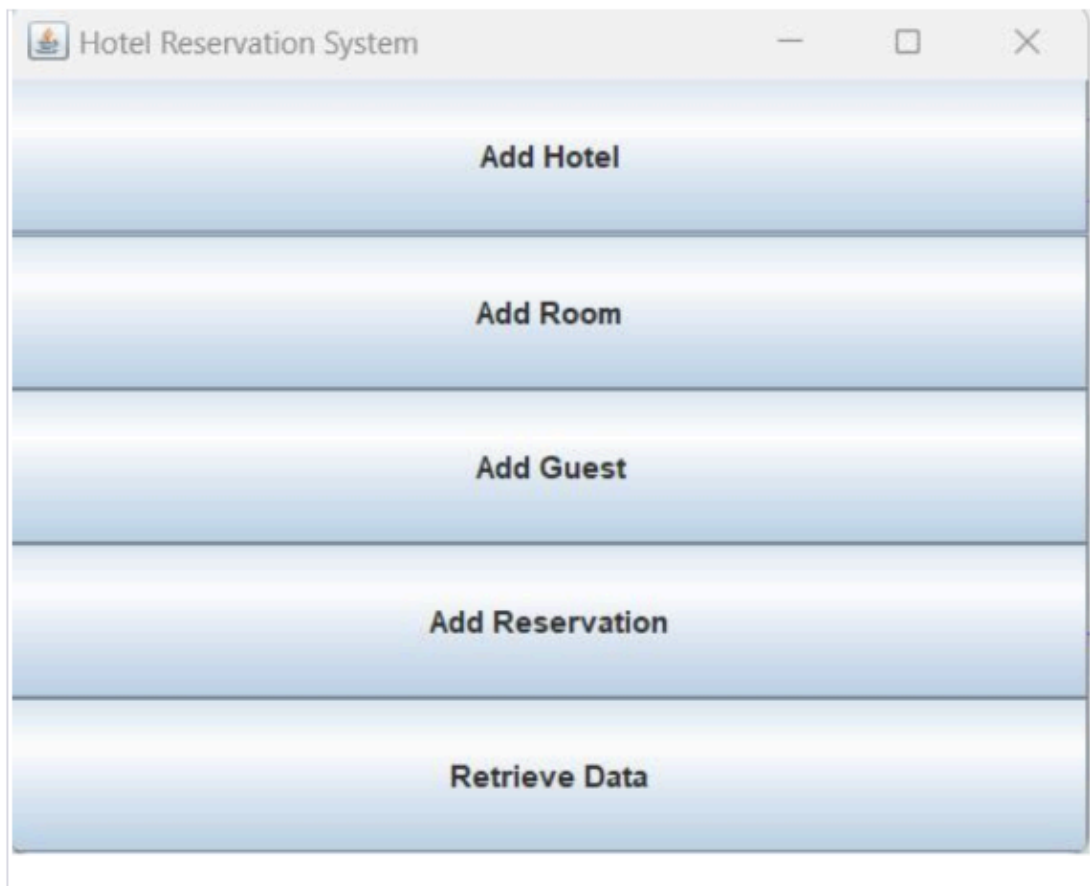 Hotel Reservation System
Add Hotel
Add Room
Add Guest
Add Reservation
Retrieve Data